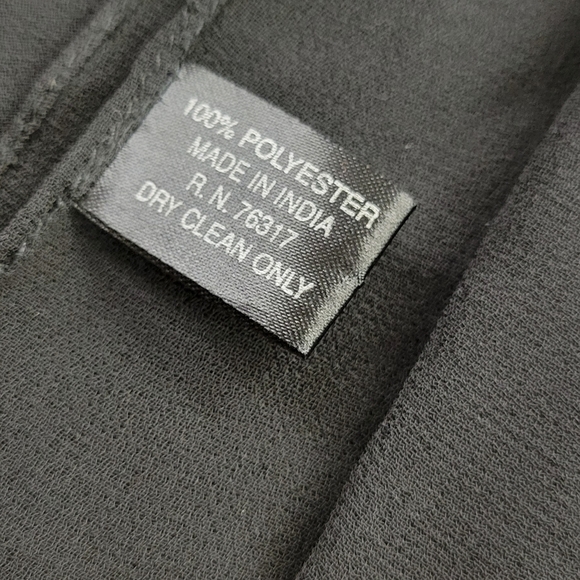 100% POLYESTER
MADE IN INDIA
R. N. 76317
DRY CLEAN ONLY